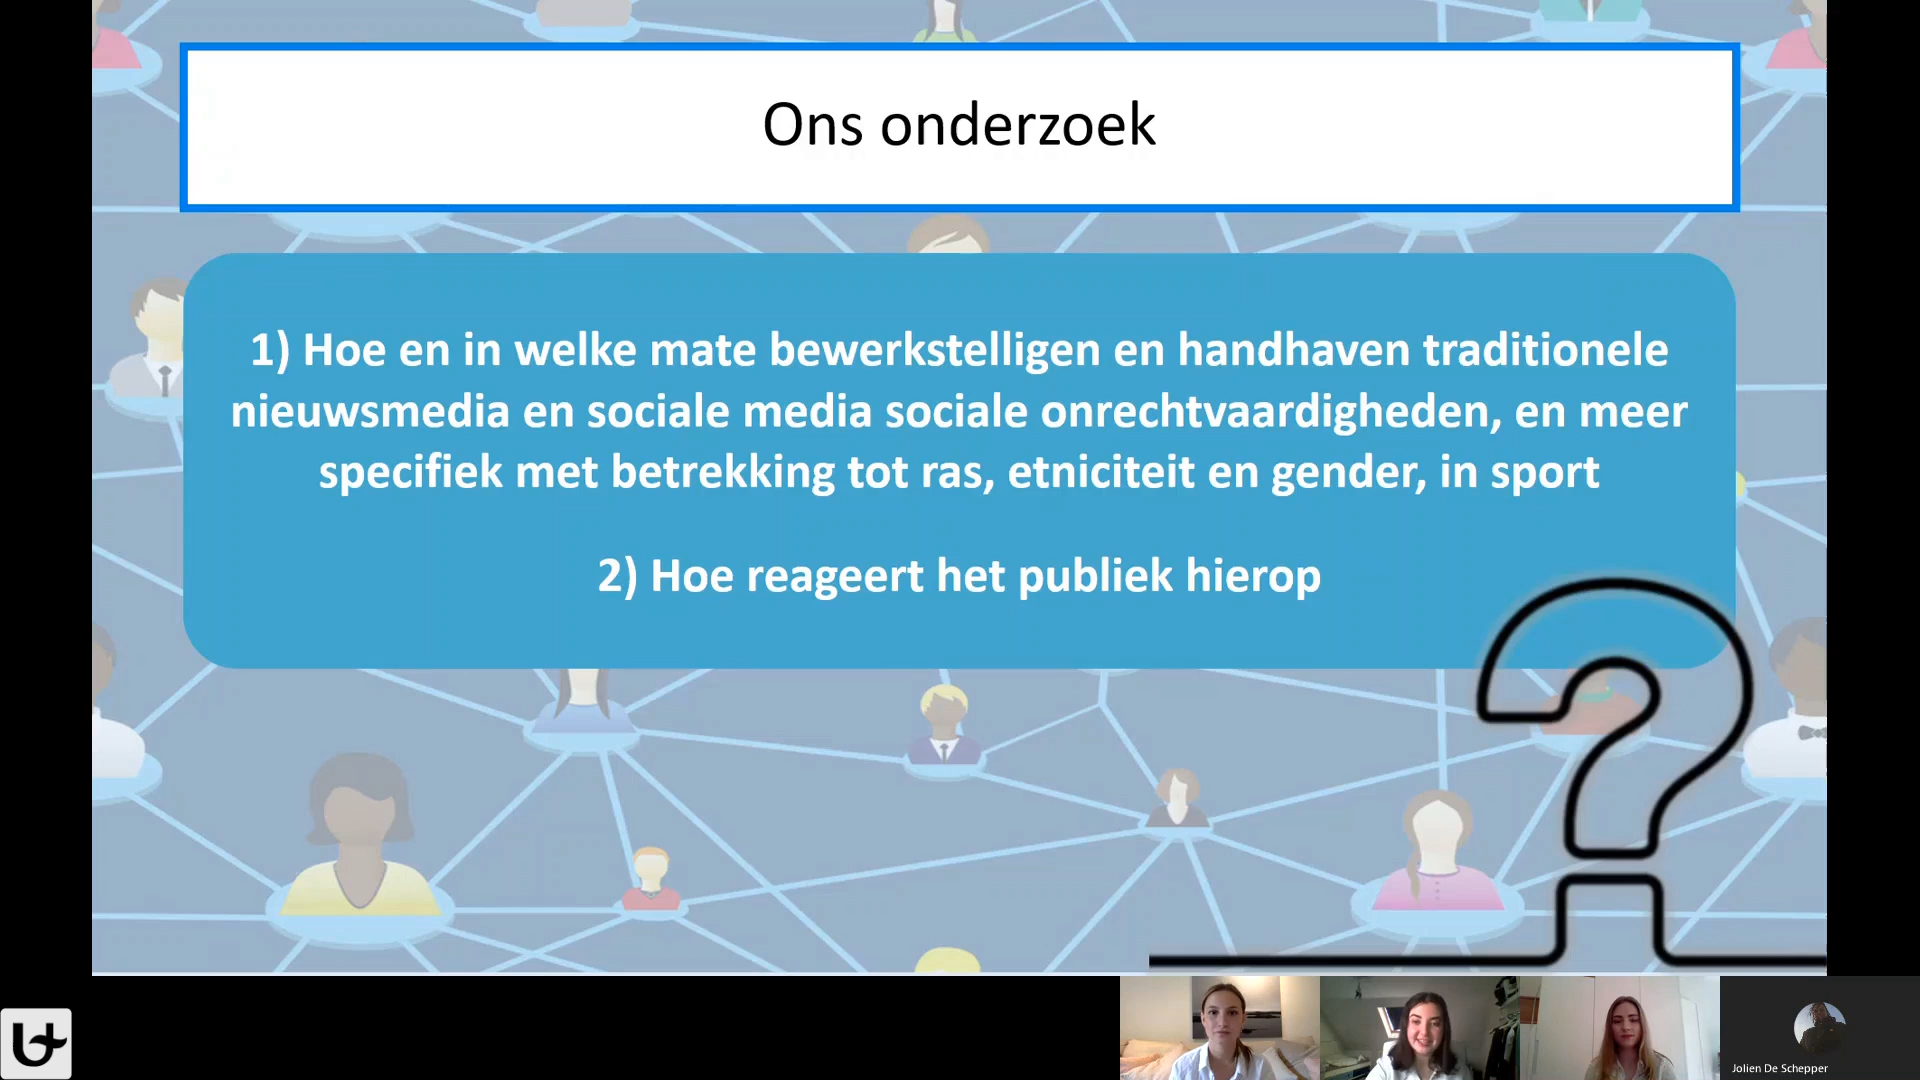 Ons onderzoek
1) Hoe en in welke mate bewerkstelligen en handhaven traditionele
nieuwsmedia en sociale media sociale onrechtvaardigheden, en meer
specifiek met betrekking tot ras, etniciteit en gender, in sport
2) Hoe reageert het publiek hierop
Jolien De Schepper